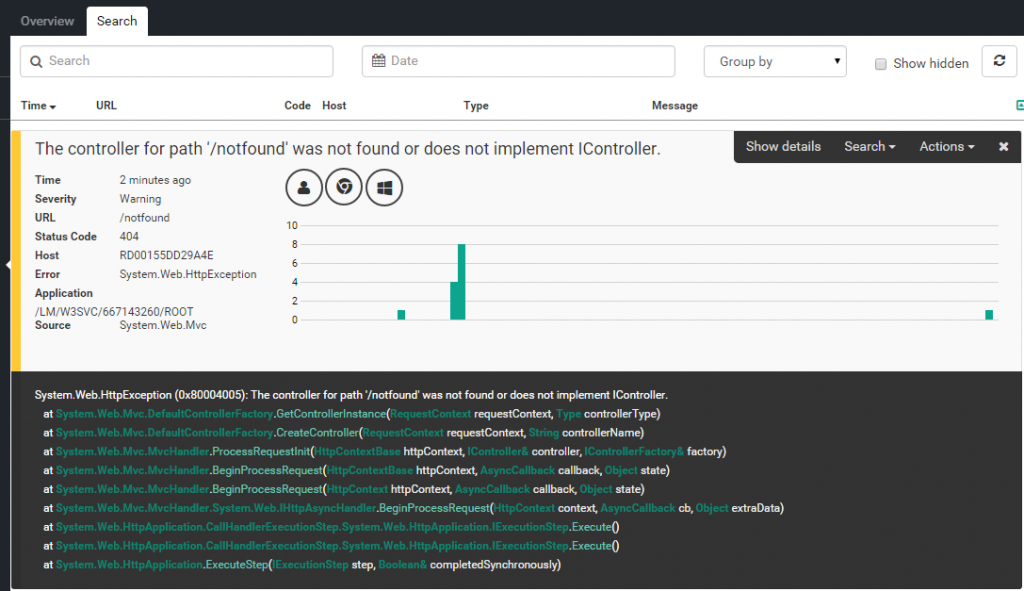 Overview Search
Search Date Group by Show hidden
Time URL Code Host Type Message
The controller for path '/notfound' was not found or does not implement IController.
Show details Search Actions
Time 2 minutes ago
Severity Warning
URL /notfound
Status Code 404
Host RD00155DD29A4E
Error System.Web.HttpException
Application
/LM/W3SVC/667143260/ROOT
Source System.Web.Mvc
10
8
6
4
2
0
System.Web.HttpException (0x80004005): The controller for path '/notfound' was not found or does not implement IController.
at System.Web.Mvc.DefaultControllerFactory.GetControllerInstance(RequestContext requestContext, Type controllerType)
at System.Web.Mvc.DefaultControllerFactory.CreateController(RequestContext requestContext, String controllerName)
at System.Web.Mvc.MvcHandler.ProcessRequestInit(HttpContextBase httpContext, IController& controller, IControllerFactory& factory)
at System.Web.Mvc.MvcHandler.BeginProcessRequest(HttpContextBase httpContext, AsyncCallback callback, Object state)
at System.Web.Mvc.MvcHandler.BeginProcessRequest(HttpContext httpContext, AsyncCallback callback, Object state)
at System.Web.Mvc.MvcHandler.System.Web.IHttpAsyncHandler.BeginProcessRequest(HttpContext context, AsyncCallback cb, Object extraData)
at System.Web.HttpApplication.CallHandlerExecutionStep.System.Web.HttpApplication.IExecutionStep.Execute()
at System.Web.HttpApplication.CallHandlerExecutionStep.System.Web.HttpApplication.IExecutionStep.Execute()
at System.Web.HttpApplication.ExecuteStep(IExecutionStep step, Boolean& completedSynchronously)